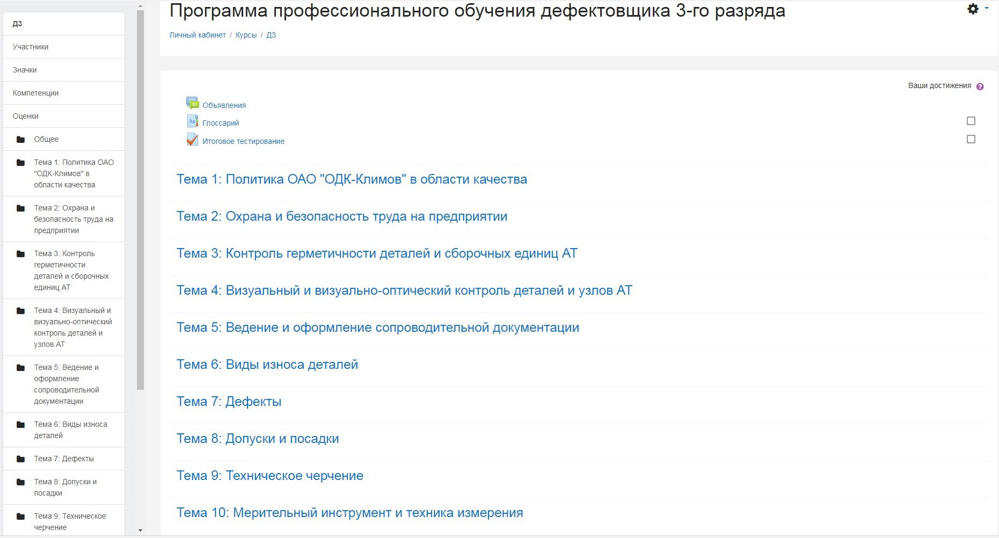 Д3
Участники
Значки
Компетенции
Оценки
Общее
Тема 1: Политика ОАО
"ОДК-Климов" в
области качества
Тема 2: Охрана и
безопасность труда на
предприятии
Тема 3: Контроль
герметичности
деталей и сборочных
единиц АТ
Тема 4: Визуальный и
визуально-оптический
контроль деталей и
узлов АТ
Тема 5: Ведение и
оформление
сопроводительной
документации
Тема 6: Виды износа
деталей
Тема 7: Дефекты
Тема 8: Допуски и
посадки
Тема 9: Техническое
черчение
Программа профессионального обучения дефектовщика 3-го разряда
Личный кабинет / Курсы / Д3
Ваши достижения ?
Объявления
Aa Глоссарий
Итоговое тестирование
Тема 1: Политика ОАО "ОДК-Климов" в области качества
Тема 2: Охрана и безопасность труда на предприятии
Тема 3: Контроль герметичности деталей и сборочных единиц АТ
Тема 4: Визуальный и визуально-оптический контроль деталей и узлов АТ
Тема 5: Ведение и оформление сопроводительной документации
Тема 6: Виды износа деталей
Тема 7: Дефекты
Тема 8: Допуски и посадки
Тема 9: Техническое черчение
Тема 10: Мерительный инструмент и техника измерения